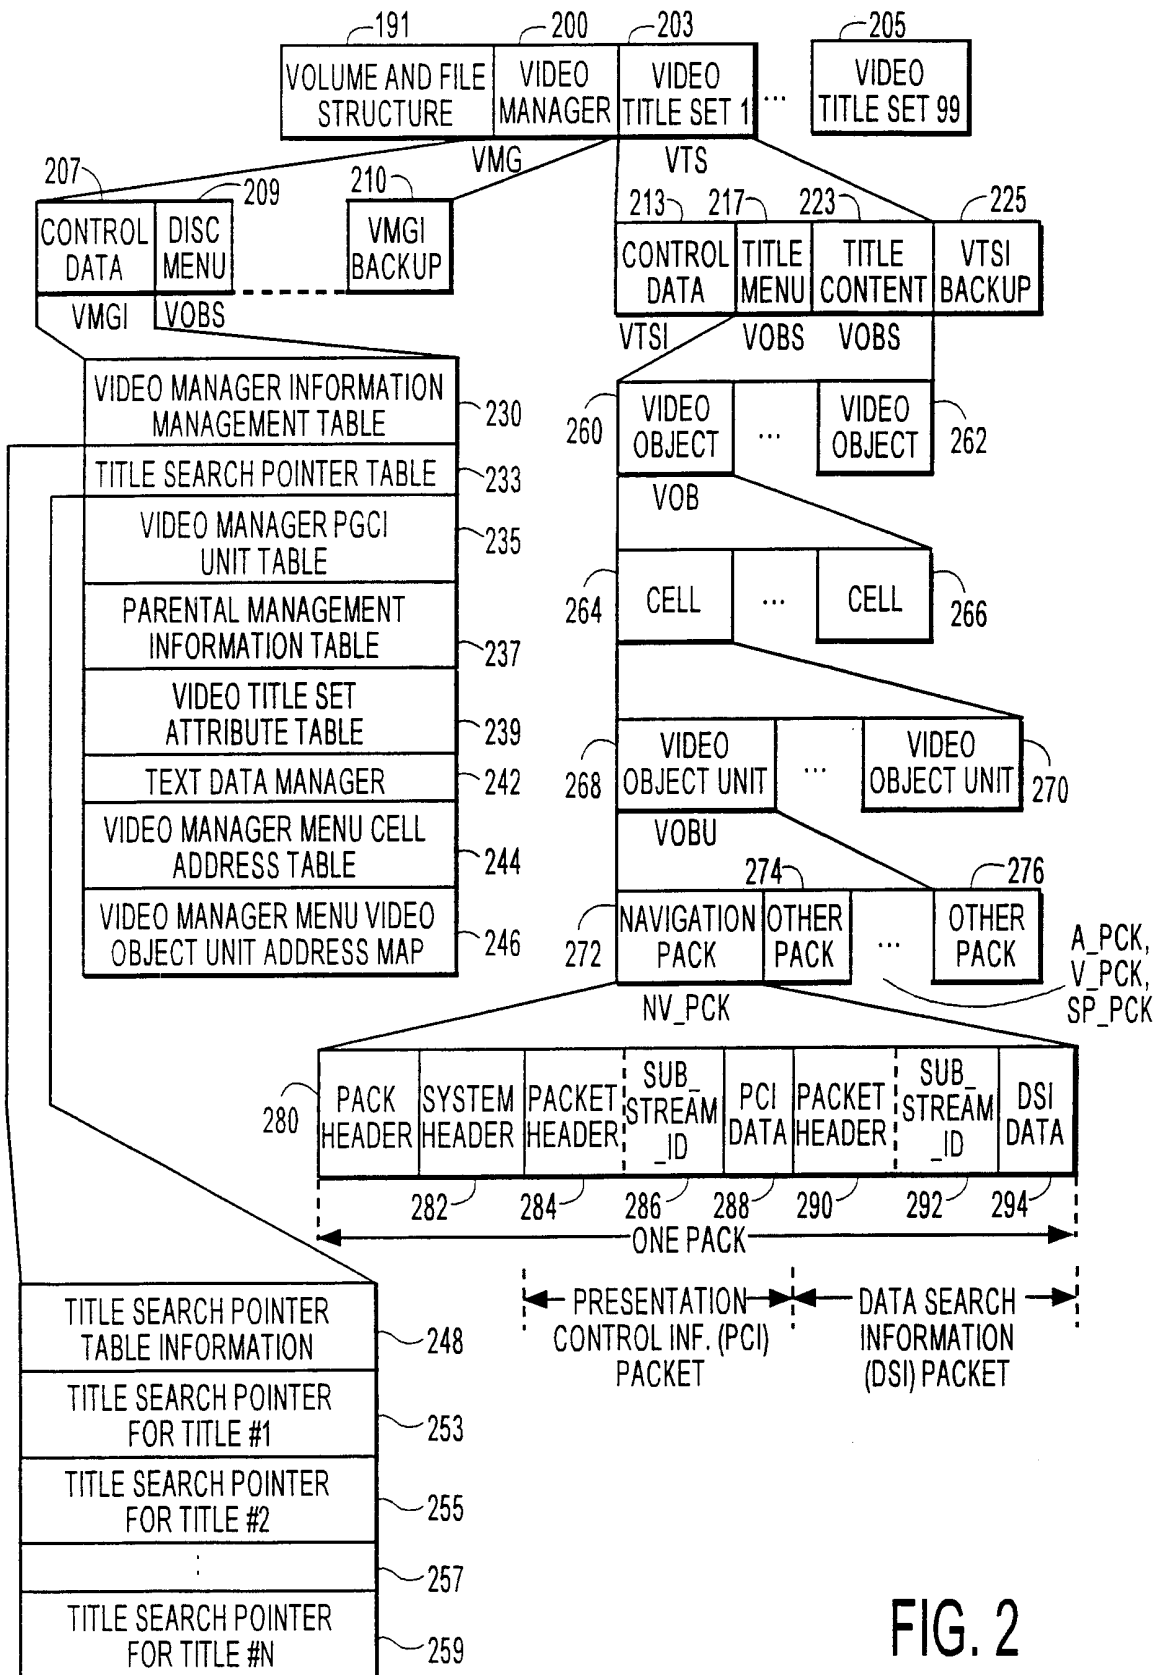 191
200
203
205
VOLUME AND FILE
STRUCTURE
VIDEO
MANAGER
VIDEO
TITLE SET 1
...
VIDEO
TITLE SET 99
VMG
VTS
207
209
210
213
217
223
225
CONTROL
DATA
DISC
MENU
VMGI
BACKUP
CONTROL
DATA
TITLE
MENU
TITLE
CONTENT
VTSI
BACKUP
VMGI
VOBS
VTSI
VOBS
VOBS
VIDEO MANAGER INFORMATION
MANAGEMENT TABLE
230
TITLE SEARCH POINTER TABLE
233
VIDEO MANAGER PGCI
UNIT TABLE
235
PARENTAL MANAGEMENT
INFORMATION TABLE
237
VIDEO TITLE SET
ATTRIBUTE TABLE
239
TEXT DATA MANAGER
242
VIDEO MANAGER MENU CELL
ADDRESS TABLE
244
VIDEO MANAGER MENU VIDEO
OBJECT UNIT ADDRESS MAP
246
260
VIDEO
OBJECT
...
VIDEO
OBJECT
262
VOB
264
CELL
...
CELL
266
268
VIDEO
OBJECT UNIT
...
VIDEO
OBJECT UNIT
270
VOBU
274
276
272
NAVIGATION
PACK
OTHER
PACK
...
OTHER
PACK
A_PCK,
V_PCK,
SP_PCK
NV_PCK
280
PACK
HEADER
SYSTEM
HEADER
PACKET
HEADER
SUB_
STREAM
_ID
PCI
DATA
PACKET
HEADER
SUB_
STREAM
_ID
DSI
DATA
282
284
286
288
290
292
294
ONE PACK
PRESENTATION
CONTROL INF. (PCI)
PACKET
DATA SEARCH
INFORMATION
(DSI) PACKET
TITLE SEARCH POINTER
TABLE INFORMATION
248
TITLE SEARCH POINTER
FOR TITLE #1
253
TITLE SEARCH POINTER
FOR TITLE #2
255
:
257
TITLE SEARCH POINTER
FOR TITLE #N
259
FIG. 2